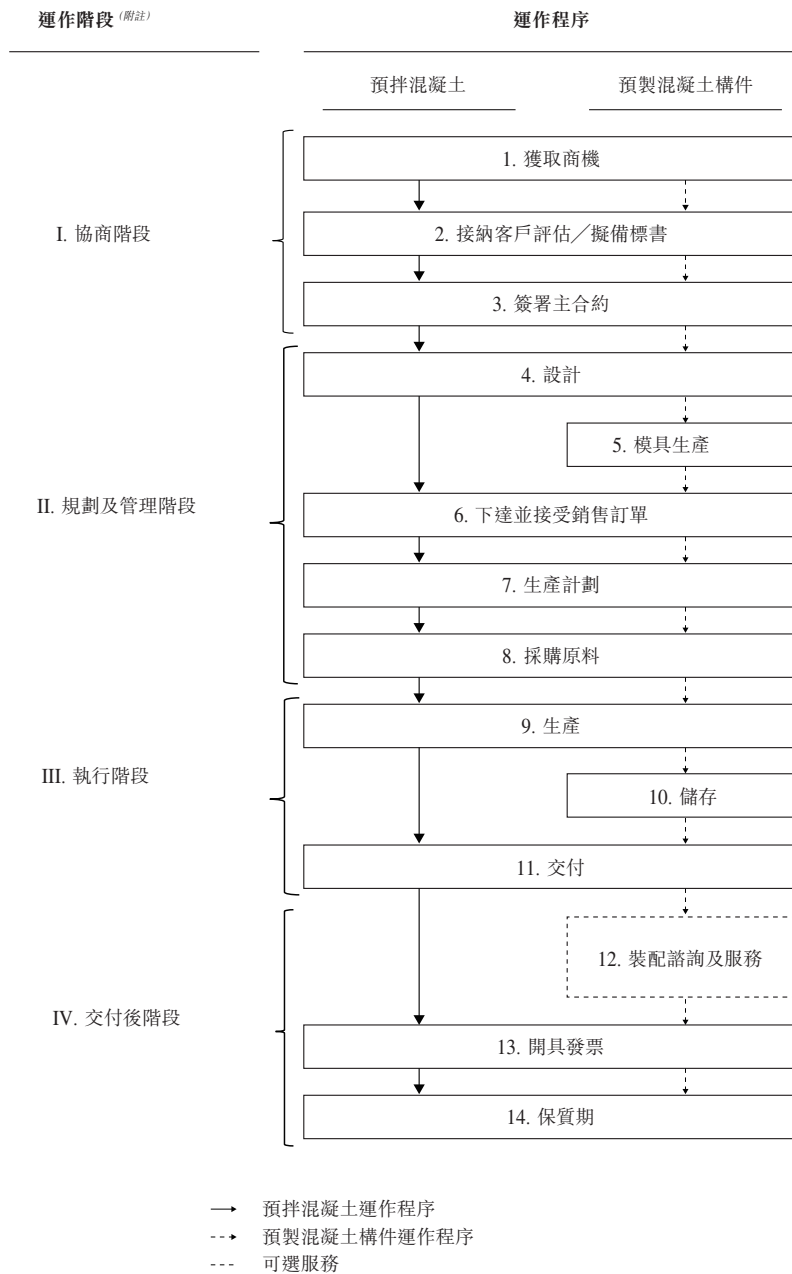 運作階段(附註)
運作程序
預拌混凝土
預製混凝土構件
I. 協商階段
1. 獲取商機
2. 接納客戶評估／擬備標書
3. 簽署主合約
II. 規劃及管理階段
4. 設計
5. 模具生產
6. 下達並接受銷售訂單
7. 生產計劃
8. 採購原料
III. 執行階段
9. 生產
10. 儲存
11. 交付
IV. 交付後階段
12. 裝配諮詢及服務
13. 開具發票
14. 保質期
預拌混凝土運作程序
預製混凝土構件運作程序
可選服務